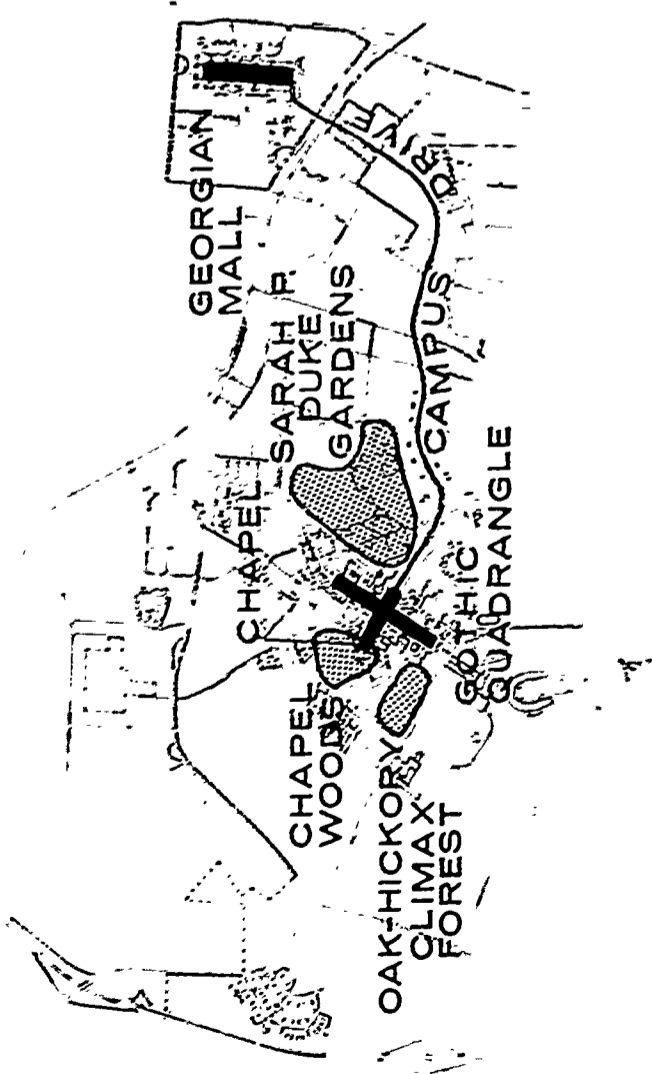 GEORGIAN
MALL
SARAH P.
DUKE
GARDENS
CAMPUS DRIVE
CHAPEL
CHAPEL
WOODS
GOTHIC
QUADRANGLE
OAK-HICKORY
CLIMAX
FOREST